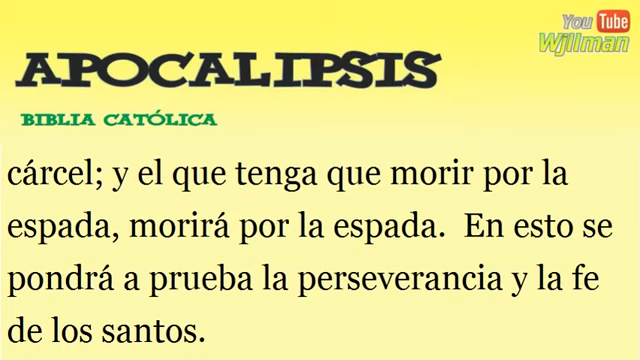 You Tube
Wjllman
APOCALIPSIS
BIBLIA CATÓLICA
cárcel; y el que tenga que morir por la
espada, morirá por la espada. En esto se
pondrá a prueba la perseverancia y la fe
de los santos.